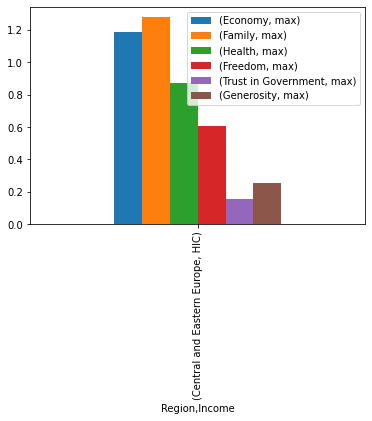 1.2
1.0
0.8
0.6
0.4
0.2
0.0
(Economy, max)
(Family, max)
(Health, max)
(Freedom, max)
(Trust in Government, max)
(Generosity, max)
(Central and Eastern Europe, HIC)
Region,Income